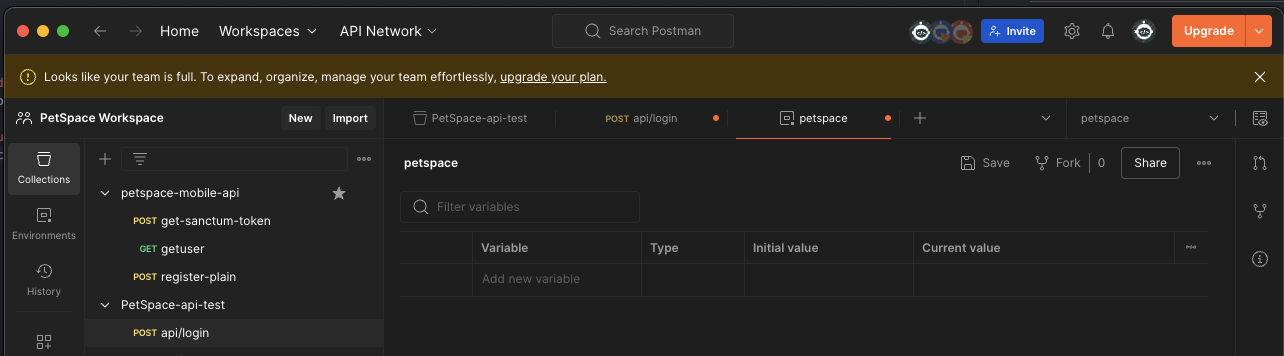 Home Workspaces API Network Search Postman Invite Upgrade
Looks like your team is full. To expand, organize, manage your team effortlessly, upgrade your plan.
PetSpace Workspace New Import
PetSpace-api-test POST api/login petspace petspace
Collections
Environments
History
petspace-mobile-api
POST get-sanctum-token
GET getuser
POST register-plain
PetSpace-api-test
POST api/login
petspace Save Fork 0 Share
Filter variables
Variable Type Initial value Current value
Add new variable